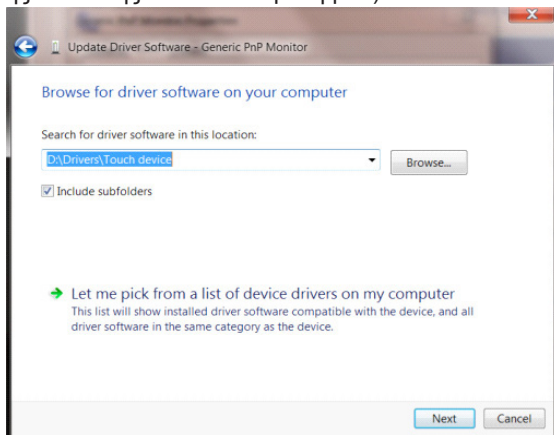 Update Driver Software - Generic PnP Monitor
Browse for driver software on your computer
Search for driver software in this location:
D:\Drivers\Touch device
Browse...
Include subfolders
Let me pick from a list of device drivers on my computer
This list will show installed driver software compatible with the device, and all
driver software in the same category as the device.
Next Cancel